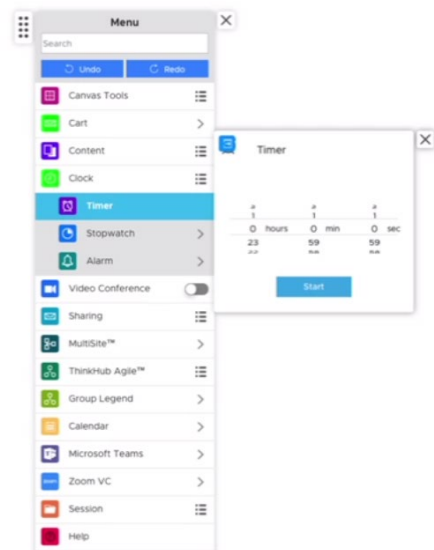 Menu
Search
Undo
Redo
Canvas Tools
Cart
Content
Clock
Timer
Stopwatch
Alarm
Video Conference
Sharing
MultiSite™
ThinkHub Agile™
Group Legend
Calendar
Microsoft Teams
zoom
Zoom VC
Session
Help
Timer
1 1 1
0 hours 0 min 0 sec
23 59 59
Start